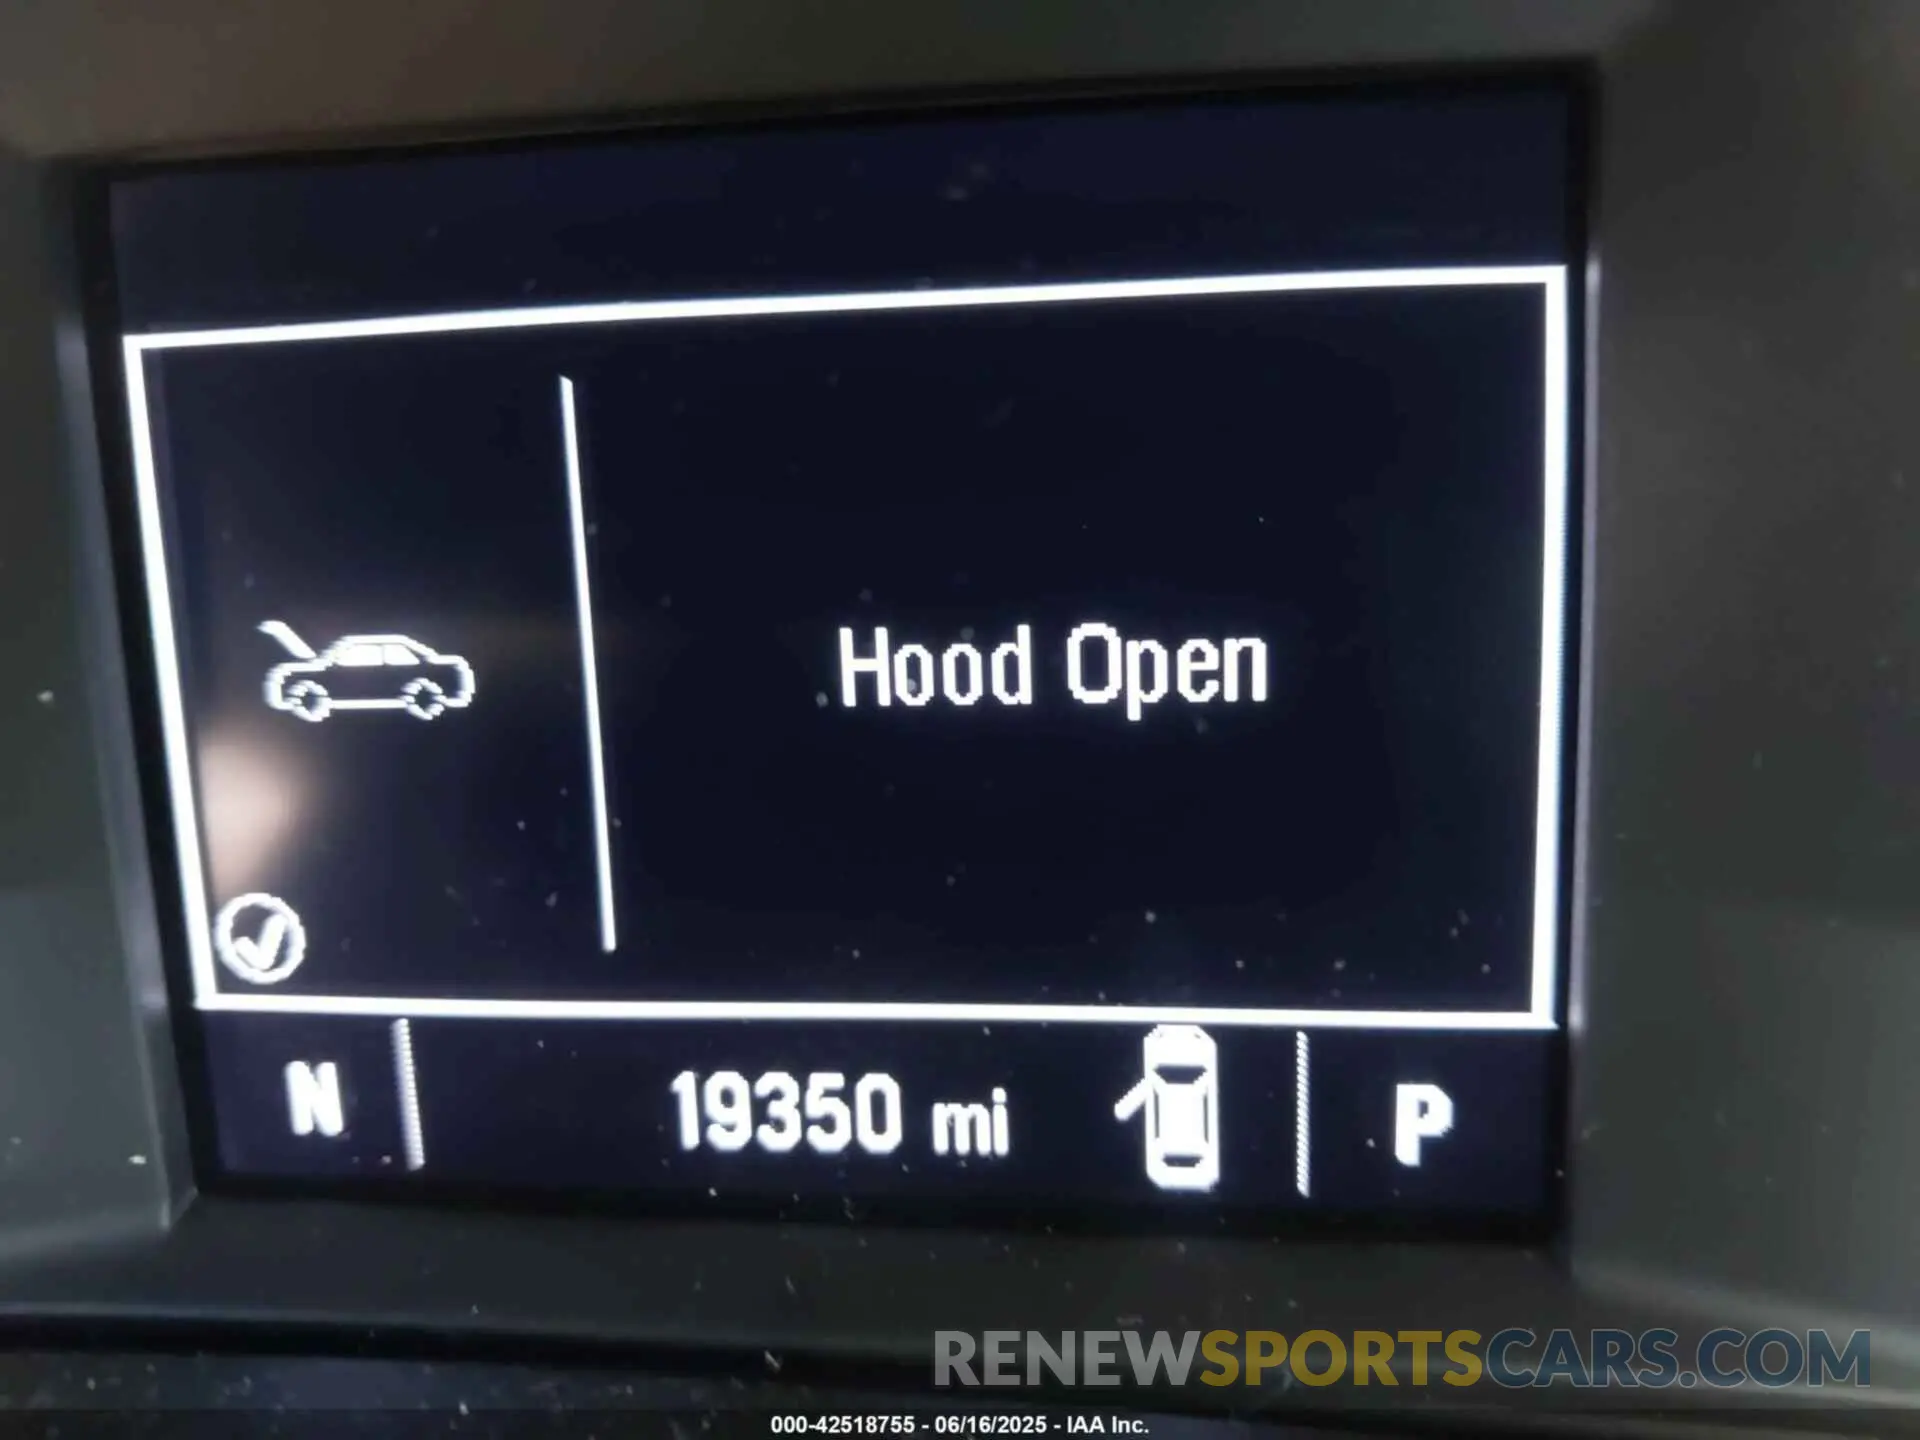 Hood Open
N 19350 mi P
RENEWSPORTSCARS.COM
000-42518755 - 06/16/2025 - IAA Inc.